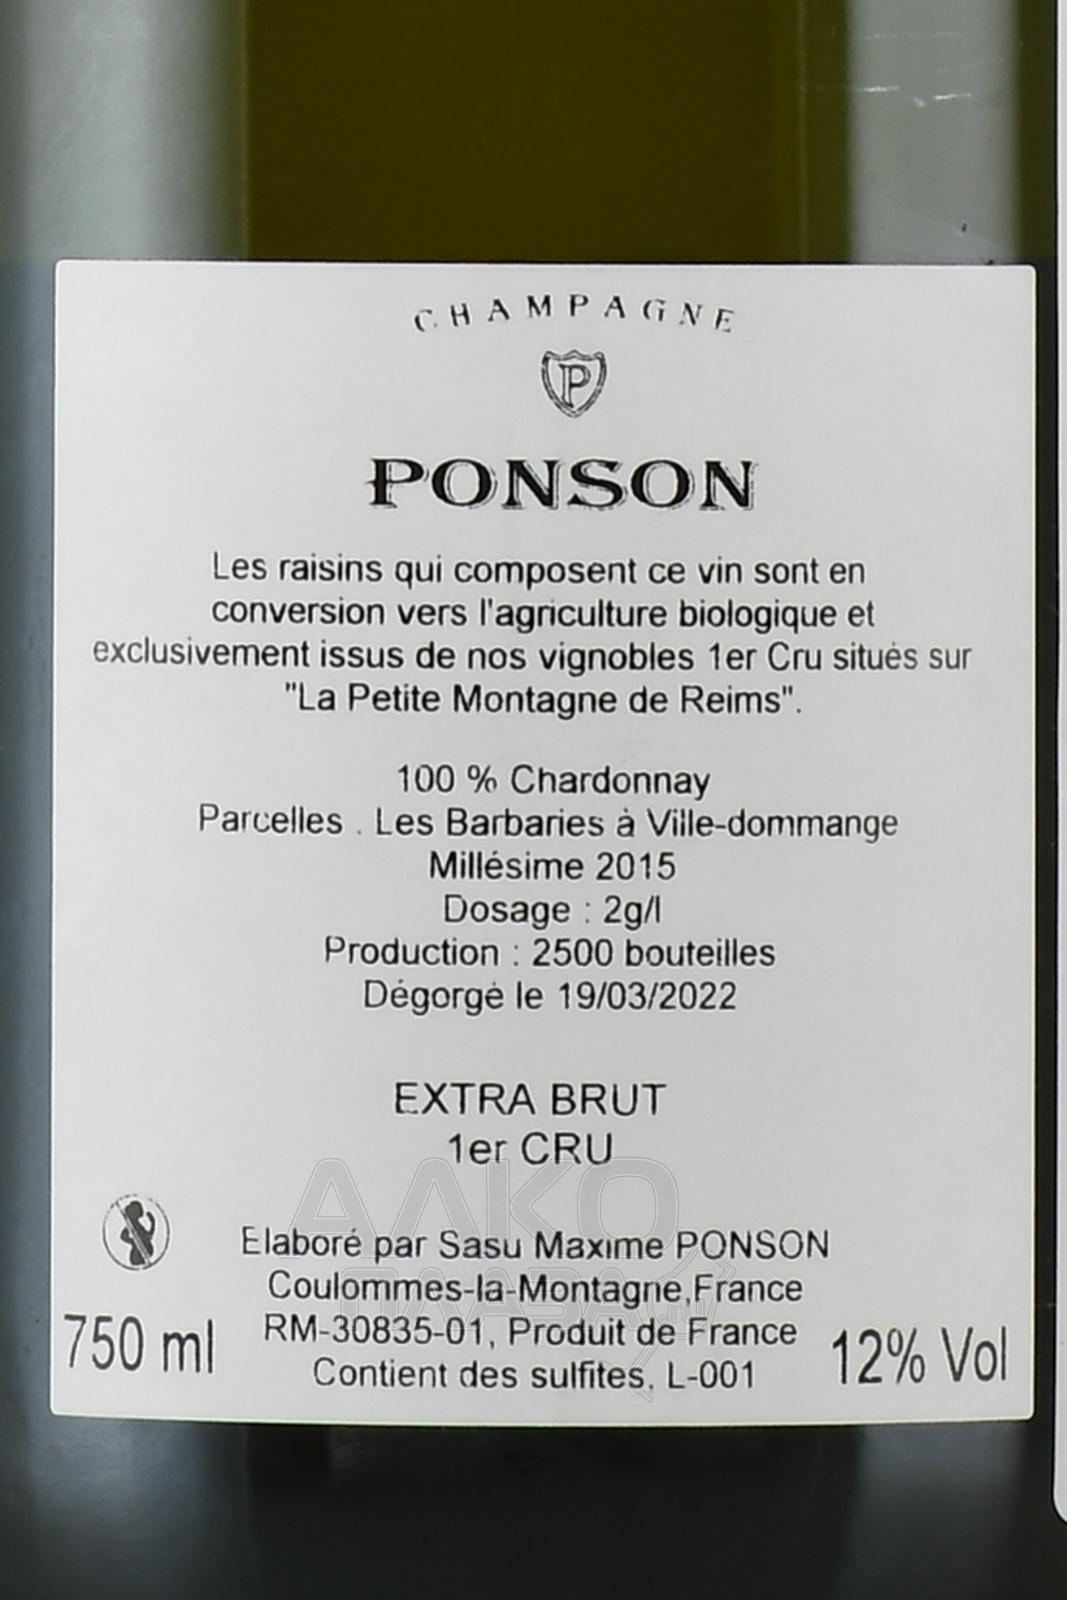 CHAMPAGNE
P
PONSON
Les raisins qui composent ce vin sont en
conversion vers l'agriculture biologique et
exclusivement issus de nos vignobles 1er Cru situés sur
"La Petite Montagne de Reims".
100 % Chardonnay
Parcelles . Les Barbaries à Ville-dommange
Millésime 2015
Dosage : 2g/l
Production : 2500 bouteilles
Dégorgé le 19/03/2022
EXTRA BRUT
1er CRU
Elaboré par Sasu Maxime PONSON
Coulommes-la-Montagne, France
RM-30835-01, Produit de France
Contient des sulfites, L-001
750 ml
12% Vol
АЛКО
ПЛАЗА